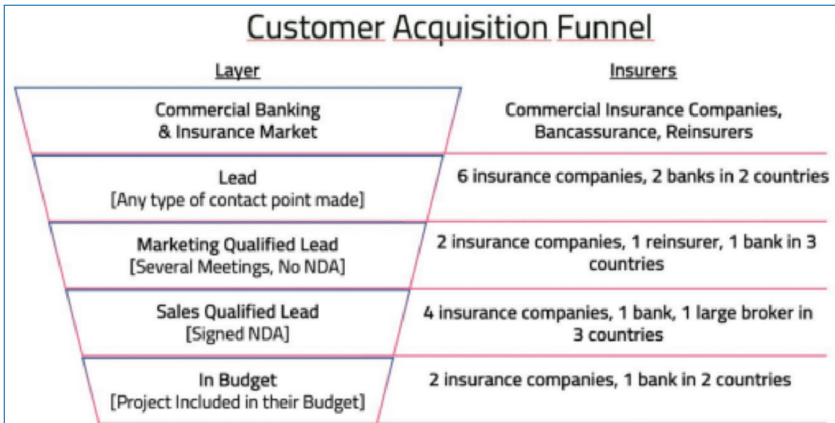 Customer Acquisition Funnel
Layer
Insurers
Commercial Banking
& Insurance Market
Commercial Insurance Companies,
Bancassurance, Reinsurers
Lead
[Any type of contact point made]
6 insurance companies, 2 banks in 2 countries
Marketing Qualified Lead
[Several Meetings, No NDA]
2 insurance companies, 1 reinsurer, 1 bank in 3
countries
Sales Qualified Lead
[Signed NDA]
4 insurance companies, 1 bank, 1 large broker in
3 countries
In Budget
[Project Included in their Budget]
2 insurance companies, 1 bank in 2 countries